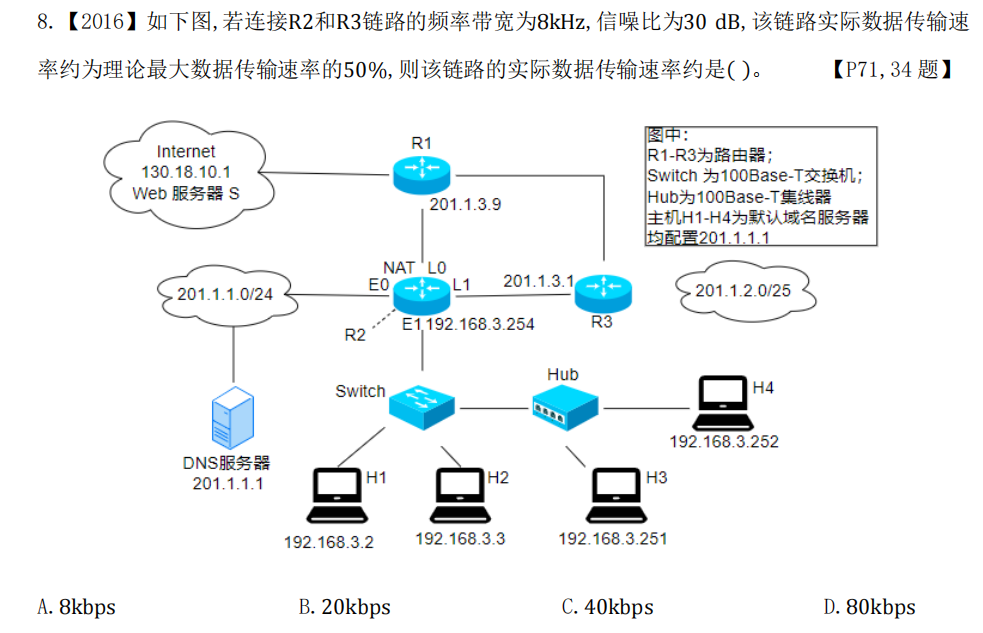 8.【2016】如下图,若连接R2和R3链路的频率带宽为8kHz,信噪比为30 dB,该链路实际数据传输速
率约为理论最大数据传输速率的50%,则该链路的实际数据传输速率约是( )。 【P71,34 题】
R1
Internet
130.18.10.1
Web 服务器 S
图中:
R1-R3为路由器;
Switch 为100Base-T交换机;
Hub为100Base-T集线器
主机H1-H4为默认域名服务器
均配置201.1.1.1
201.1.3.9
NAT L0
E0
L1
201.1.3.1
201.1.1.0/24
201.1.2.0/25
R3
R2
E1 192.168.3.254
Switch
Hub
H4
192.168.3.252
DNS服务器
201.1.1.1
H1
H2
H3
192.168.3.2
192.168.3.3
192.168.3.251
A. 8kbps B. 20kbps C. 40kbps D. 80kbps